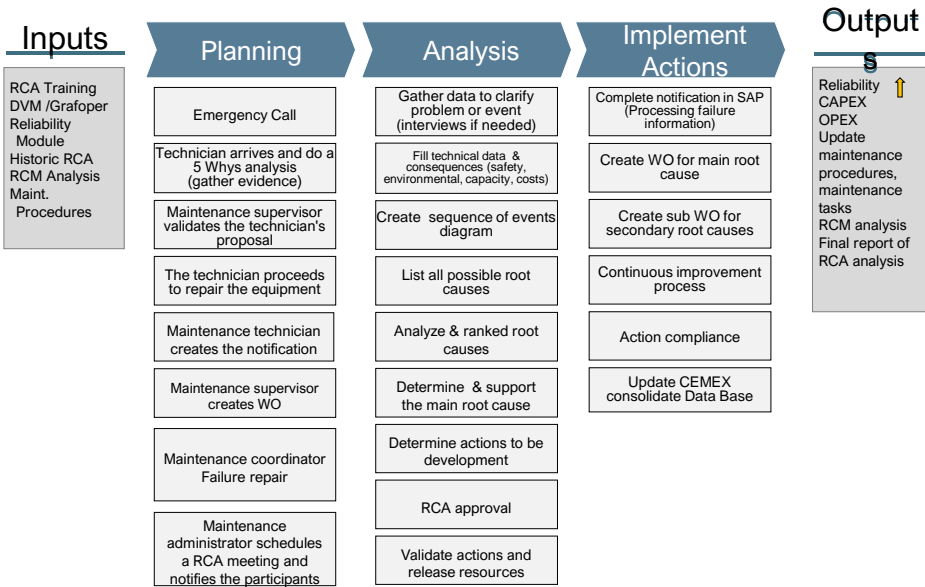 Inputs
RCA Training
DVM /Grafoper
Reliability
Module
Historic RCA
RCM Analysis
Maint.
Procedures
Planning
Emergency Call
Technician arrives and do a
5 Whys analysis
(gather evidence)
Maintenance supervisor
validates the technician's
proposal
The technician proceeds
to repair the equipment
Maintenance technician
creates the notification
Maintenance supervisor
creates WO
Maintenance coordinator
Failure repair
Maintenance
administrator schedules
a RCA meeting and
notifies the participants
Analysis
Gather data to clarify
problem or event
(interviews if needed)
Fill technical data &
consequences (safety,
environmental, capacity, costs)
Create sequence of events
diagram
List all possible root
causes
Analyze & ranked root
causes
Determine & support
the main root cause
Determine actions to be
development
RCA approval
Validate actions and
release resources
Implement
Actions
Complete notification in SAP
(Processing failure
information)
Create WO for main root
cause
Create sub WO for
secondary root causes
Continuous improvement
process
Action compliance
Update CEMEX
consolidate Data Base
Output
s
Reliability
CAPEX
OPEX
Update
maintenance
procedures,
maintenance
tasks
RCM analysis
Final report of
RCA analysis